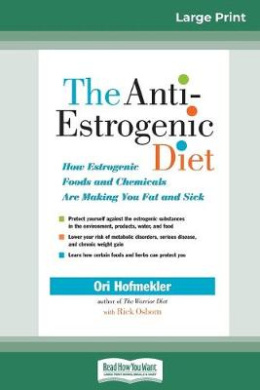 Large Print
The Anti-
Estrogenic
Diet
How Estrogenic
Foods and Chemicals
Are Making You Fat and Sick
Protect yourself against the estrogenic substances
in the environment, products, water, and food
Lower your risk of metabolic disorders, serious disease,
and chronic weight gain
Learn how certain foods and herbs can protect you
Ori Hofmekler
author of The Warrior Diet
with Rick Osborn
Read HowYouWant